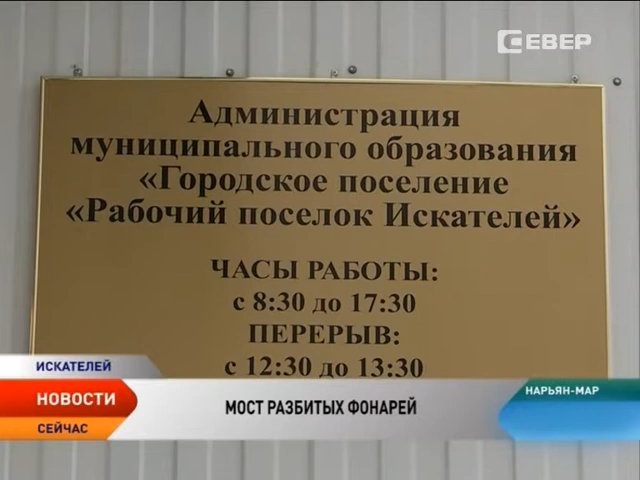 СЕВЕР
Администрация
муниципального образования
«Городское поселение
«Рабочий поселок Искателей»
ЧАСЫ РАБОТЫ:
с 8:30 до 17:30
ПЕРЕРЫВ:
с 12:30 до 13:30
ИСКАТЕЛЕЙ
НОВОСТИ
СЕЙЧАС
МОСТ РАЗБИТЫХ ФОНАРЕЙ
НАРЬЯН-МАР